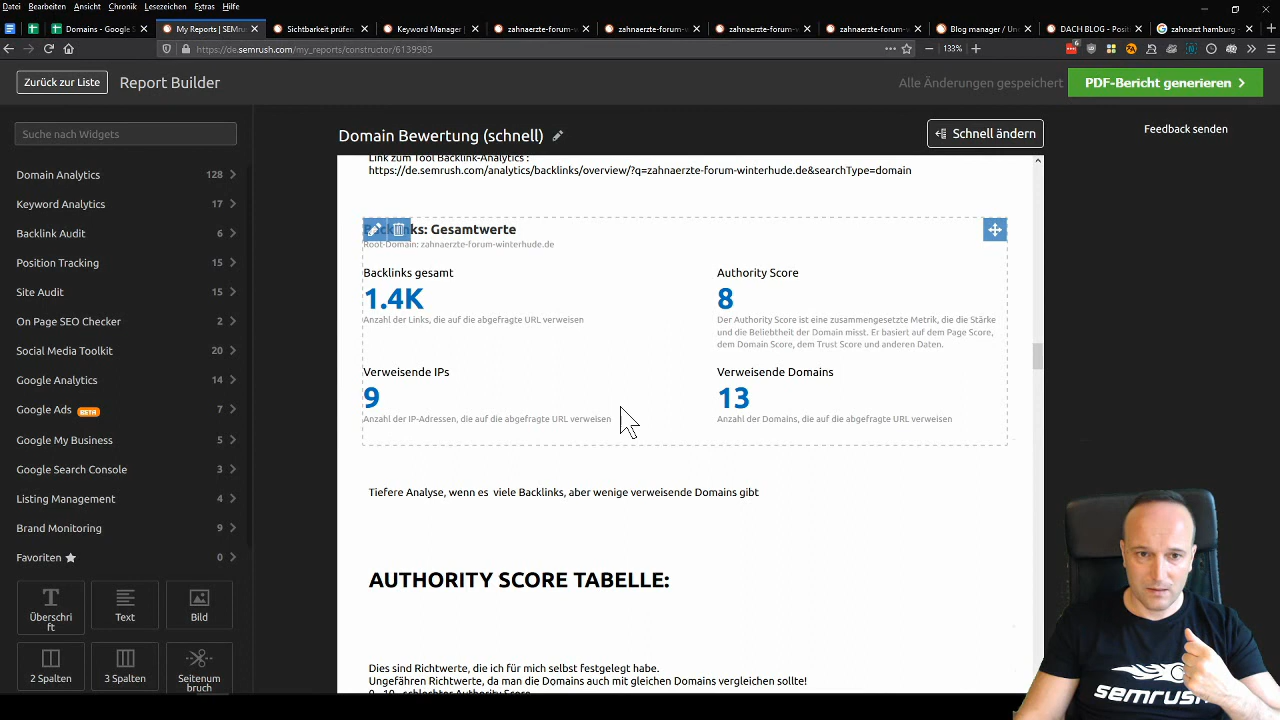 Datei Bearbeiten Ansicht Chronik Lesezeichen Extras Hilfe
Domains - Google S
My Reports | SEMrus
Sichtbarkeit prüfen,
Keyword Manager |
zahnaerzte-forum-w
zahnaerzte-forum-w
zahnaerzte-forum-w
zahnaerzte-forum-w
Blog manager / Un
DACH BLOG - Posit
zahnarzt hamburg -
https://de.semrush.com/my_reports/constructor/6139985
133%
Zurück zur Liste
Report Builder
Alle Änderungen gespeichert
PDF-Bericht generieren
Suche nach Widgets
Domain Analytics 128
Keyword Analytics 17
Backlink Audit 6
Position Tracking 15
Site Audit 15
On Page SEO Checker 2
Social Media Toolkit 20
Google Analytics 14
Google Ads BETA 7
Google My Business 5
Google Search Console 3
Listing Management 4
Brand Monitoring 9
Favoriten 0
Überschri
ft
Text
Bild
2 Spalten
3 Spalten
Seitenum
bruch
Domain Bewertung (schnell)
Schnell ändern
Feedback senden
Link zum Tool Backlink-Analytics :
https://de.semrush.com/analytics/backlinks/overview/?q=zahnaerzte-forum-winterhude.de&searchType=domain
Backlinks: Gesamtwerte
Root-Domain: zahnaerzte-forum-winterhude.de
Backlinks gesamt
1.4K
Anzahl der Links, die auf die abgefragte URL verweisen
Authority Score
8
Der Authority Score ist eine zusammengesetzte Metrik, die die Stärke
und die Beliebtheit der Domain misst. Er basiert auf dem Page Score,
dem Domain Score, dem Trust Score und anderen Daten.
Verweisende IPs
9
Anzahl der IP-Adressen, die auf die abgefragte URL verweisen
Verweisende Domains
13
Anzahl der Domains, die auf die abgefragte URL verweisen
Tiefere Analyse, wenn es viele Backlinks, aber wenige verweisende Domains gibt
AUTHORITY SCORE TABELLE:
Dies sind Richtwerte, die ich für mich selbst festgelegt habe.
Ungefähren Richtwerte, da man die Domains auch mit gleichen Domains vergleichen sollte!
0 - 10 schlechter Authority Score
semrush